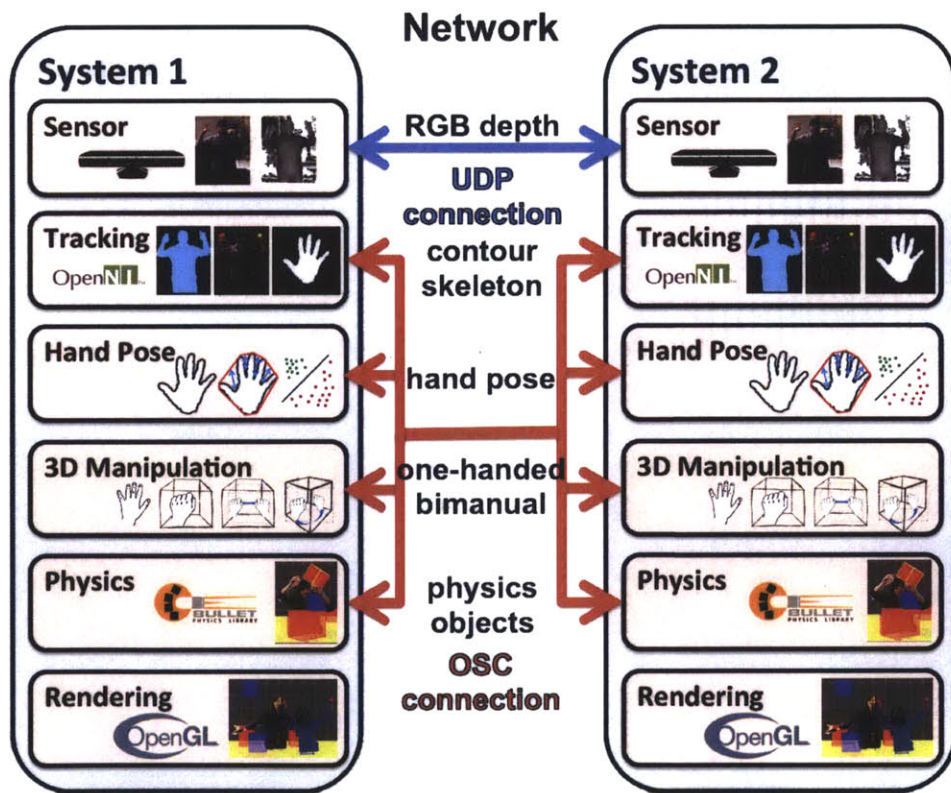 Network
System 1
Sensor
Tracking
OpenNI
Hand Pose
3D Manipulation
Physics
BULLET
PHYSICS LIBRARY
Rendering
OpenGL
RGB depth
UDP
connection
contour
skeleton
hand pose
one-handed
bimanual
physics
objects
OSC
connection
System 2
Sensor
Tracking
OpenNI
Hand Pose
3D Manipulation
Physics
BULLET
PHYSICS LIBRARY
Rendering
OpenGL